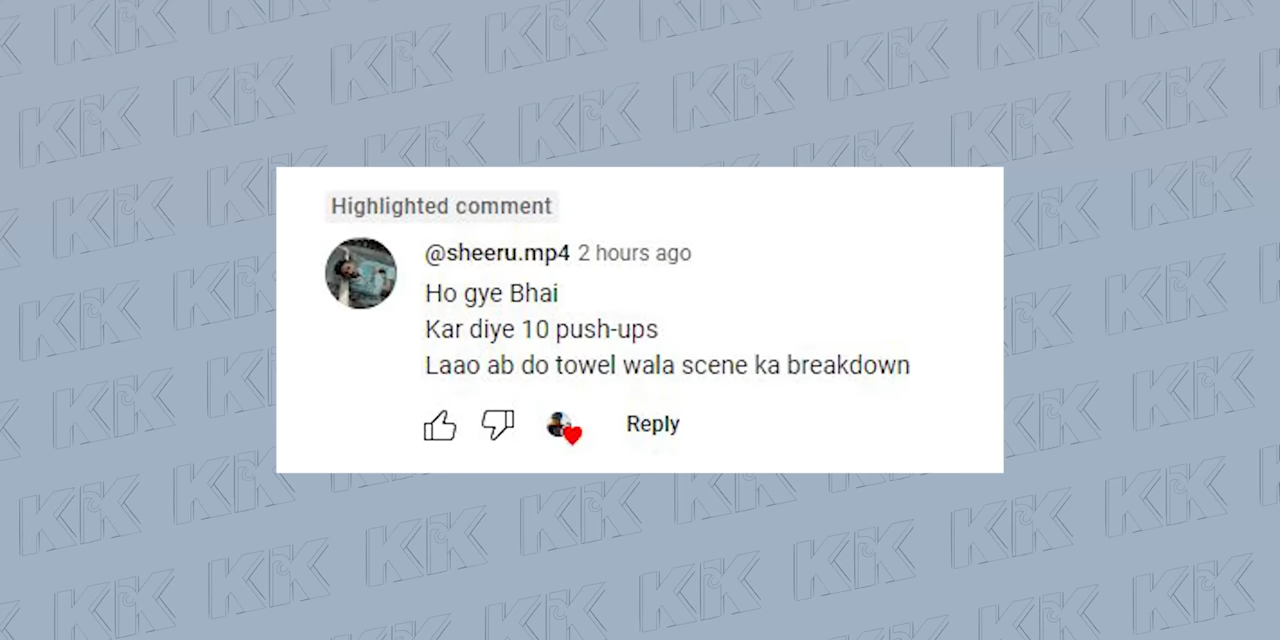 Highlighted comment
@sheeru.mp4 2 hours ago
Ho gye Bhai
Kar diye 10 push-ups
Laao ab do towel wala scene ka breakdown
Reply